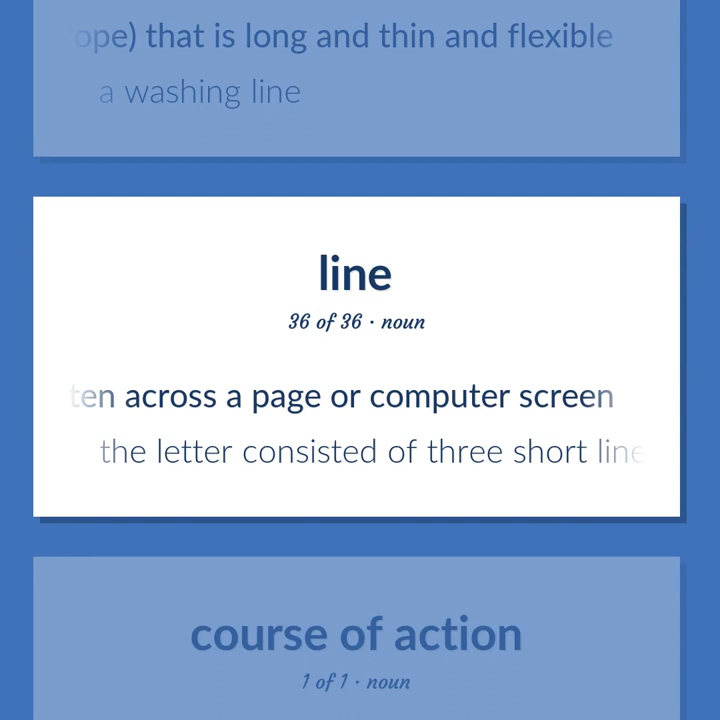 ope) that is long and thin and flexible
a washing line
line
36 of 36 · noun
ten across a page or computer screen
the letter consisted of three short line
course of action
1 of 1 · noun